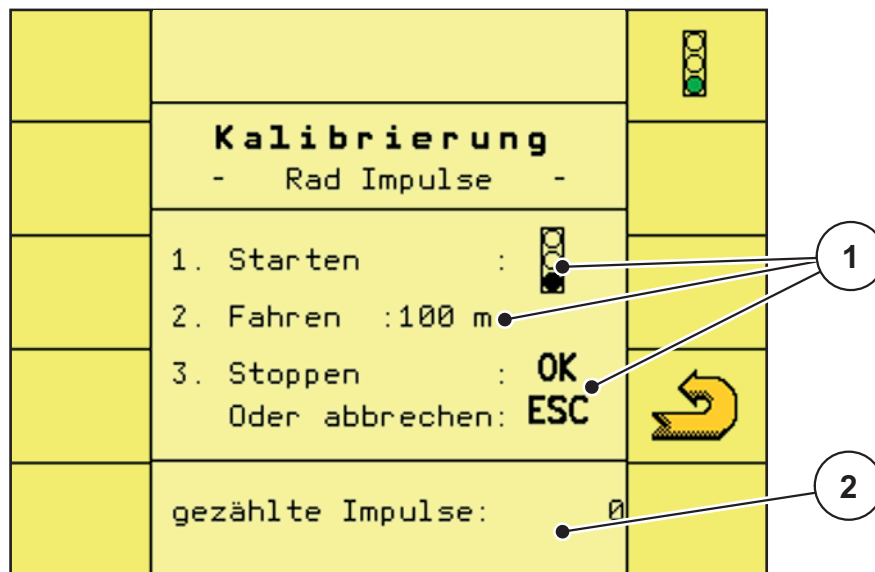 Kalibrierung
- Rad Impulse -
1. Starten :
2. Fahren :100 m
3. Stoppen : OK
Oder abbrechen: ESC
gezählte Impulse: 0
1
2